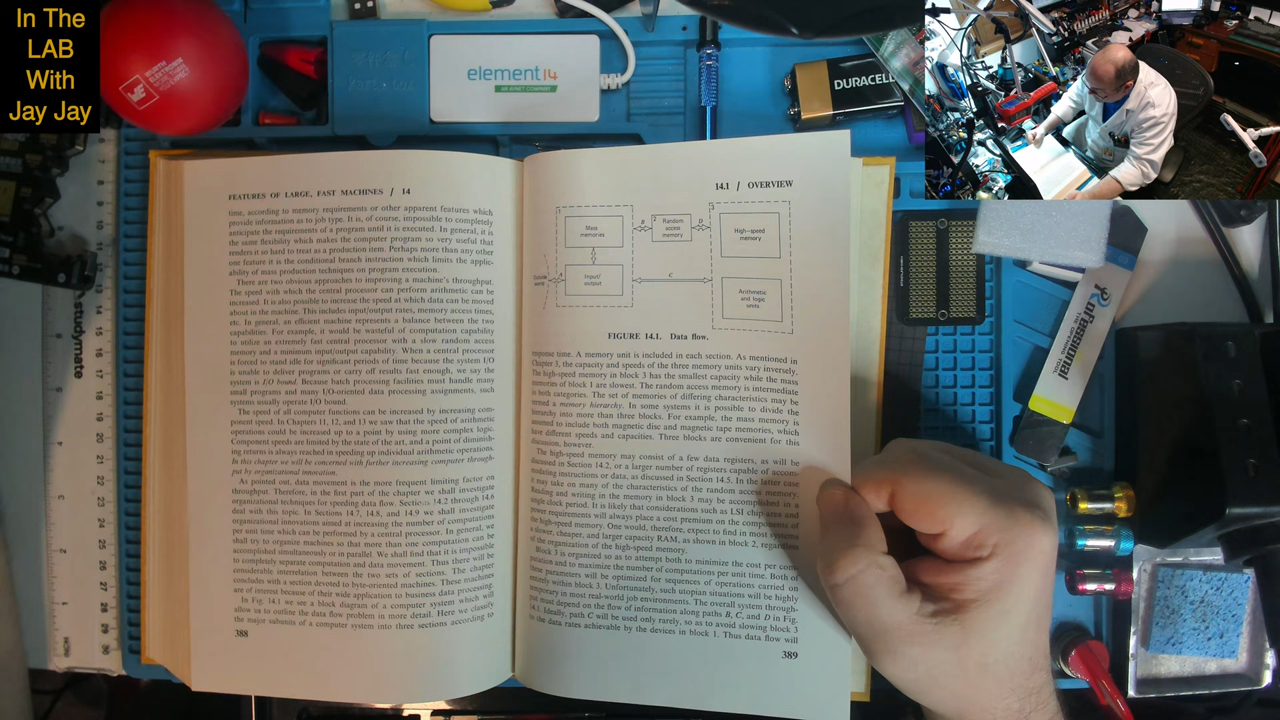 In The
LAB
With
Jay Jay
WÜRTH
ELEKTRONIK
MORE THAN
YOU
EXPECT
element14
AN AVNET COMPANY
DURACELL
studymate
Professional
FEATURES OF LARGE, FAST MACHINES / 14
time, according to memory requirements or other apparent features which
provide information as to job type. It is, of course, impossible to completely
anticipate the requirements of a program until it is executed. In general, it is
the same flexibility which makes the computer program so very useful that
renders it so hard to treat as a production item. Perhaps more than any other
one feature it is the conditional branch instruction which limits the applic-
ability of mass production techniques on program execution.
There are two obvious approaches to improving a machine's throughput.
The speed with which the central processor can perform arithmetic can be
increased. It is also possible to increase the speed at which data can be moved
about in the machine. This includes input/output rates, memory access times,
etc. In general, an efficient machine represents a balance between the two
capabilities. For example, it would be wasteful of computation capability
to utilize an extremely fast central processor with a slow random access
memory and a minimum input/output capability. When a central processor
is forced to stand idle for significant periods of time because the system I/O
is unable to deliver programs or carry off results fast enough, we say the
system is I/O bound. Because batch processing facilities must handle many
small programs and many I/O-oriented data processing assignments, such
systems usually operate I/O bound.
The speed of all computer functions can be increased by increasing com-
ponent speed. In Chapters 11, 12, and 13 we saw that the speed of arithmetic
operations could be increased up to a point by using more complex logic.
Component speeds are limited by the state of the art, and a point of diminish-
ing returns is always reached in speeding up individual arithmetic operations.
In this chapter we will be concerned with further increasing computer through-
put by organizational innovation.
As pointed out, data movement is the more frequent limiting factor on
throughput. Therefore, in the first part of the chapter we shall investigate
organizational techniques for speeding data flow. Sections 14.2 through 14.6
deal with this topic. In Sections 14.7, 14.8, and 14.9 we shall investigate
organizational innovations aimed at increasing the number of computations
per unit time which can be performed by a central processor. In general, we
shall try to organize machines so that more than one computation can be
accomplished simultaneously or in parallel. We shall find that it is impossible
to completely separate computation and data movement. Thus there will be
considerable interrelation between the two sets of sections. The chapter
concludes with a section devoted to byte-oriented machines. These machines
are of interest because of their wide application to business data processing.
In Fig. 14.1 we see a block diagram of a computer system which will
allow us to outline the data flow problem in more detail. Here we classify
the major subunits of a computer system into three sections according to
388
14.1 / OVERVIEW
1
Mass
memories
B
2
Random
access
memory
D
3
High-speed
memory
Outside
world
A
Input/
output
C
Arithmetic
and logic
units
FIGURE 14.1. Data flow.
response time. A memory unit is included in each section. As mentioned in
Chapter 3, the capacity and speeds of the three memory units vary inversely.
The high-speed memory in block 3 has the smallest capacity while the mass
memories of block 1 are slowest. The random access memory is intermediate
in both categories. The set of memories of differing characteristics may be
termed a memory hierarchy. In some systems it is possible to divide the
hierarchy into more than three blocks. For example, the mass memory is
assumed to include both magnetic disc and magnetic tape memories, which
have different speeds and capacities. Three blocks are convenient for this
discussion, however.
The high-speed memory may consist of a few data registers, as will be
discussed in Section 14.2, or a larger number of registers capable of accom-
modating instructions or data, as discussed in Section 14.5. In the latter case
it may take on many of the characteristics of the random access memory.
Reading and writing in the memory in block 3 may be accomplished in a
single clock period. It is likely that considerations such as LSI chip area and
power requirements will always place a cost premium on the components of
the high-speed memory. One would, therefore, expect to find in most systems
a slower, cheaper, and larger capacity RAM, as shown in block 2, regardless
of the organization of the high-speed memory.
Block 3 is organized so as to attempt both to minimize the cost per com-
putation and to maximize the number of computations per unit time. Both of
these parameters will be optimized for sequences of operations carried on
entirely within block 3. Unfortunately, such utopian situations will be highly
temporary in most real-world job environments. The overall system through-
put must depend on the flow of information along paths B, C, and D in Fig.
14.1. Ideally, path C will be used only rarely, so as to avoid slowing block 3
to the data rates achievable by the devices in block 1. Thus data flow will
389